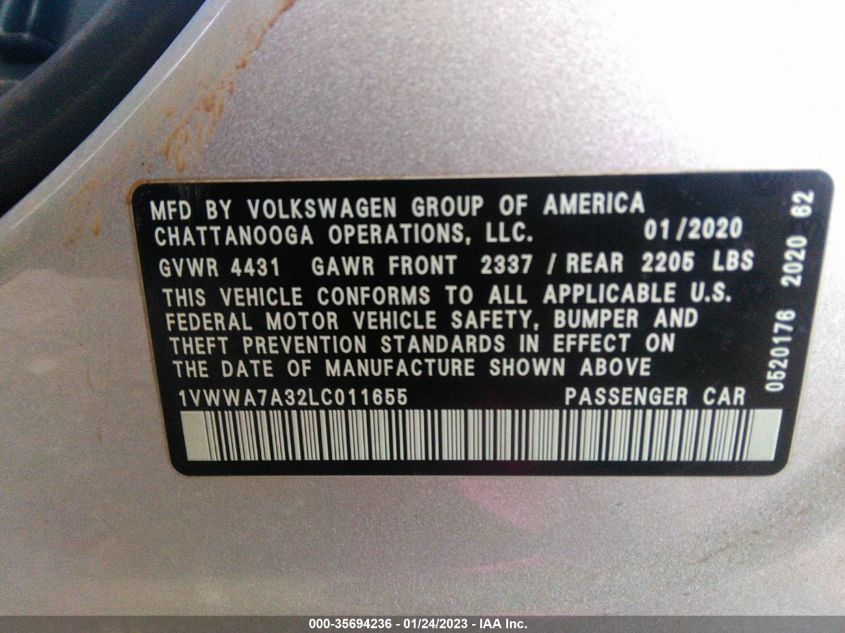 MFD BY VOLKSWAGEN GROUP OF AMERICA
CHATTANOOGA OPERATIONS, LLC. 01/2020
GVWR 4431 GAWR FRONT 2337 / REAR 2205 LBS
THIS VEHICLE CONFORMS TO ALL APPLICABLE U.S.
FEDERAL MOTOR VEHICLE SAFETY, BUMPER AND
THEFT PREVENTION STANDARDS IN EFFECT ON
THE DATE OF MANUFACTURE SHOWN ABOVE
1VWWA7A32LC011655 PASSENGER CAR
0520176 2020 62
000-35694236 - 01/24/2023 - IAA Inc.